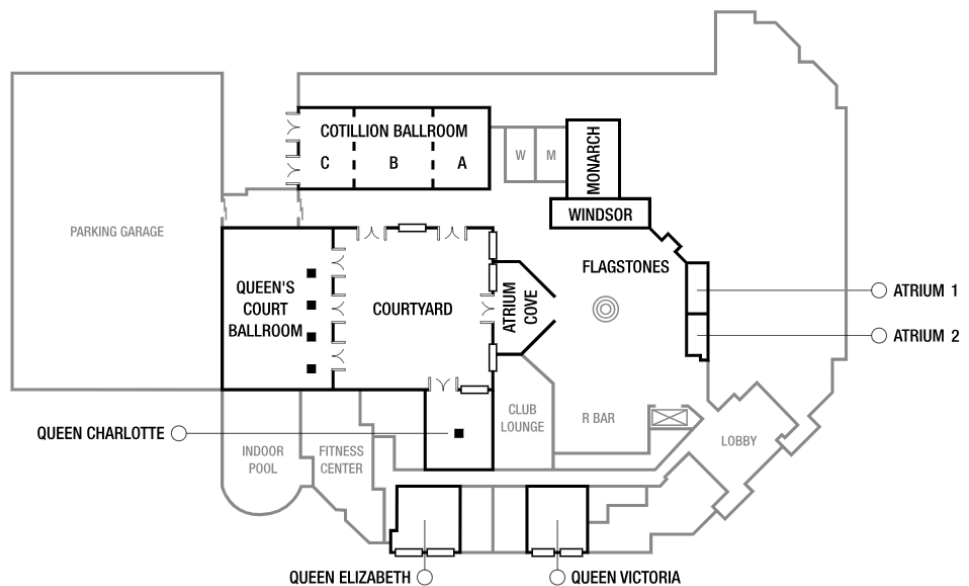 COTILLION BALLROOM
C
B
A
W
M
MONARCH
WINDSOR
PARKING GARAGE
FLAGSTONES
QUEEN'S
COURT
BALLROOM
COURTYARD
ATRIUM
COVE
ATRIUM 1
ATRIUM 2
QUEEN CHARLOTTE
CLUB
LOUNGE
R BAR
LOBBY
INDOOR
POOL
FITNESS
CENTER
QUEEN ELIZABETH
QUEEN VICTORIA